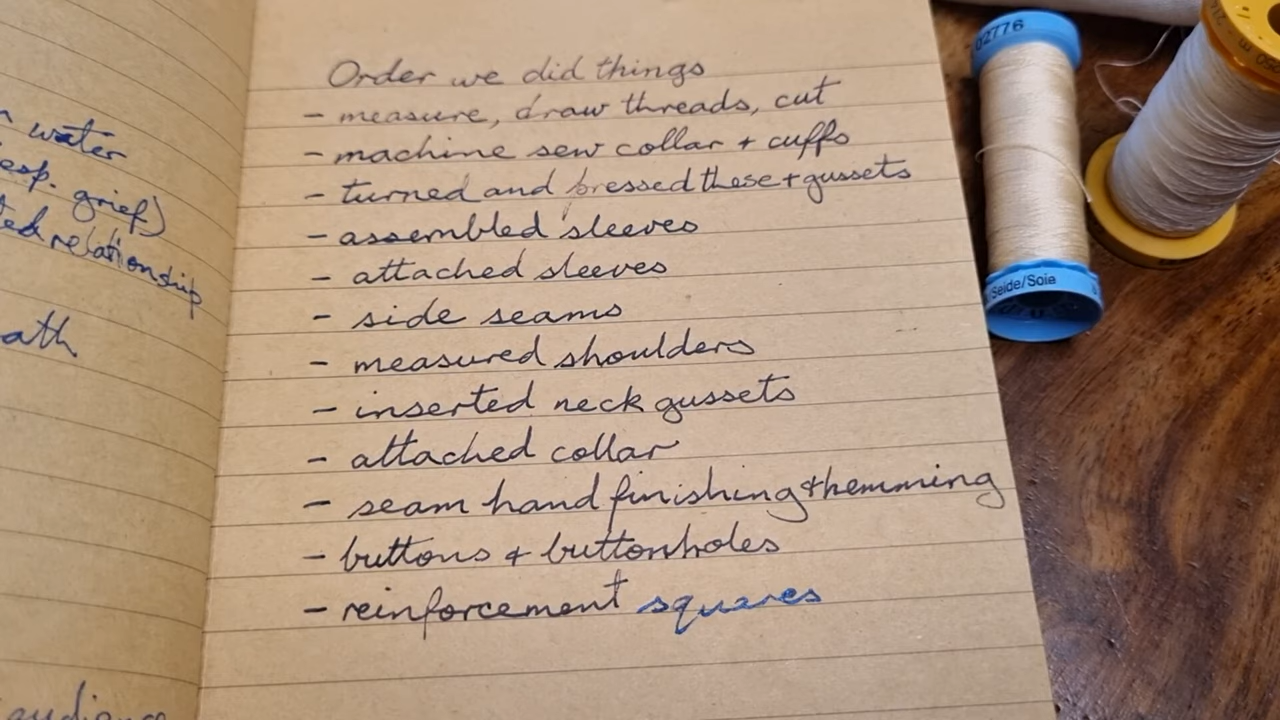 water
(esp. grief)
relationship
Order we did things
- measure, draw threads, cut
- machine sew collar + cuffs
- turned and pressed these + gussets
- assembled sleeves
- attached sleeves
- side seams
- measured shoulders
- inserted neck gussets
- attached collar
- seam hand finishing + hemming
- buttons + buttonholes
- reinforcement squares
02776
Seide/Soie